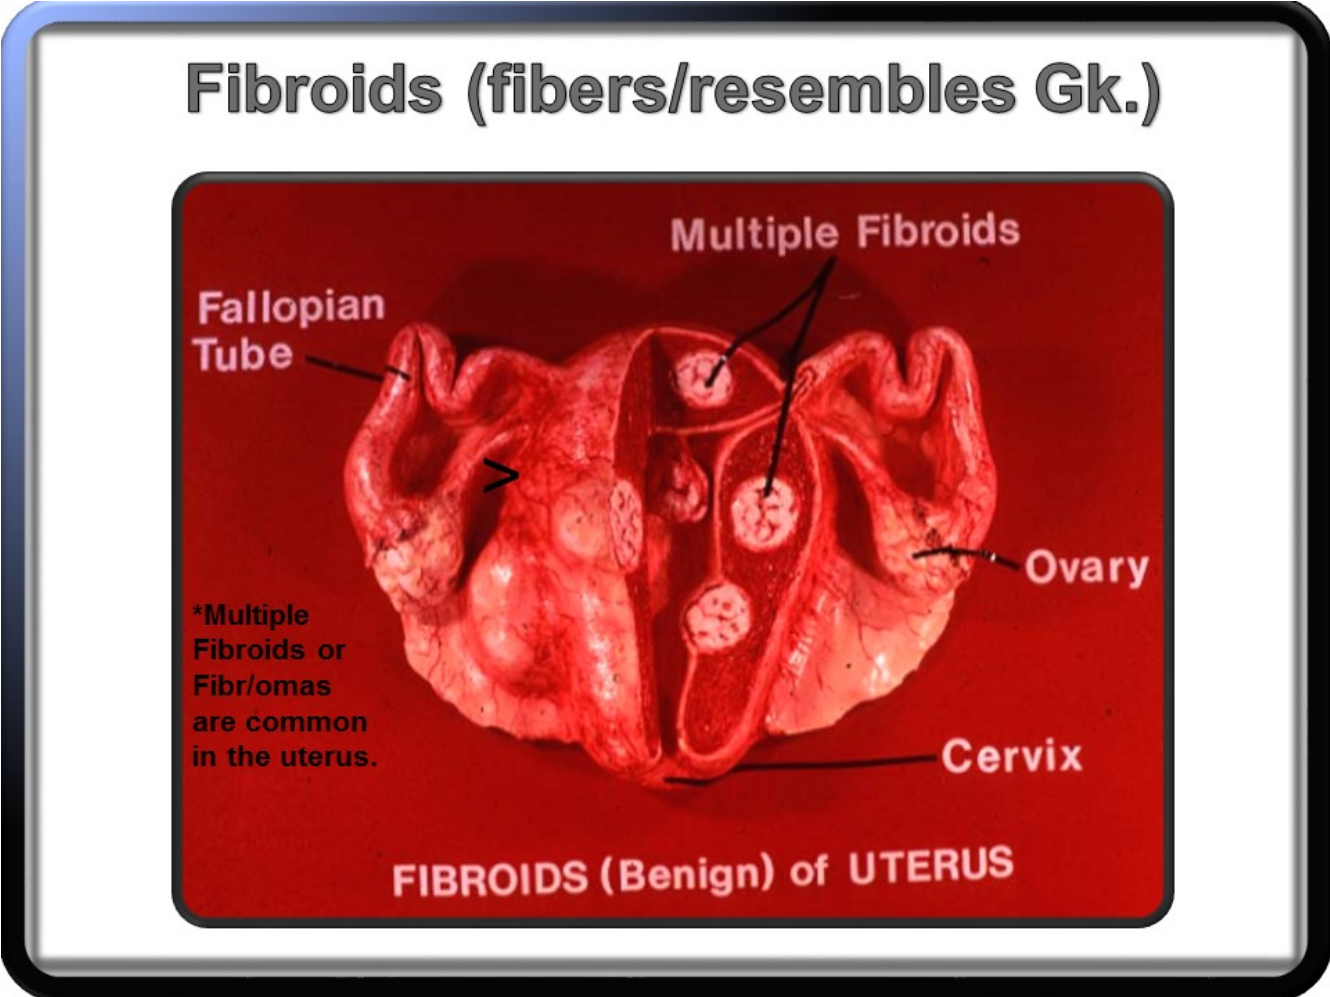 Fibroids (fibers/resembles Gk.)
Multiple Fibroids
Fallopian
Tube
>
Ovary
*Multiple
Fibroids or
Fibr/omas
are common
in the uterus.
Cervix
FIBROIDS (Benign) of UTERUS